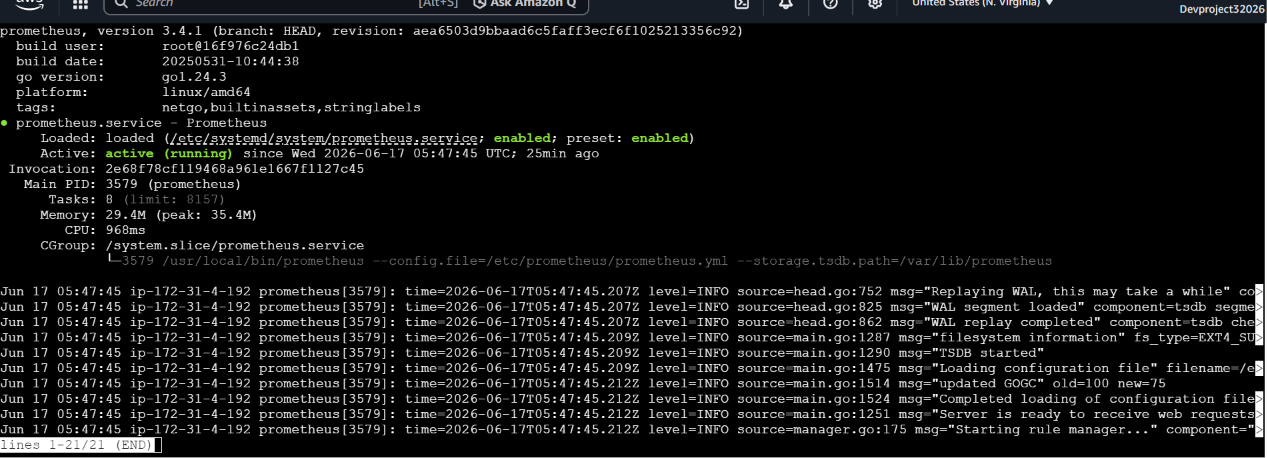 aws Search [Alt+S] Ask Amazon Q United States (N. Virginia) ▼
Devproject32026
prometheus, version 3.4.1 (branch: HEAD, revision: aea6503d9bbaad6c5faff3ecf6f1025213356c92)
build user: root@16f976c24db1
build date: 20250531-10:44:38
go version: go1.24.3
platform: linux/amd64
tags: netgo,builtinassets,stringlabels
● prometheus.service - Prometheus
Loaded: loaded (/etc/systemd/system/prometheus.service; enabled; preset: enabled)
Active: active (running) since Wed 2026-06-17 05:47:45 UTC; 25min ago
Invocation: 2e68f78cf119468a961e1667f1127c45
Main PID: 3579 (prometheus)
Tasks: 8 (limit: 8157)
Memory: 29.4M (peak: 35.4M)
CPU: 968ms
CGroup: /system.slice/prometheus.service
└─3579 /usr/local/bin/prometheus --config.file=/etc/prometheus/prometheus.yml --storage.tsdb.path=/var/lib/prometheus
Jun 17 05:47:45 ip-172-31-4-192 prometheus[3579]: time=2026-06-17T05:47:45.207Z level=INFO source=head.go:752 msg="Replaying WAL, this may take a while" co>
Jun 17 05:47:45 ip-172-31-4-192 prometheus[3579]: time=2026-06-17T05:47:45.207Z level=INFO source=head.go:825 msg="WAL segment loaded" component=tsdb segme>
Jun 17 05:47:45 ip-172-31-4-192 prometheus[3579]: time=2026-06-17T05:47:45.207Z level=INFO source=head.go:862 msg="WAL replay completed" component=tsdb che>
Jun 17 05:47:45 ip-172-31-4-192 prometheus[3579]: time=2026-06-17T05:47:45.209Z level=INFO source=main.go:1287 msg="filesystem information" fs_type=EXT4_SU>
Jun 17 05:47:45 ip-172-31-4-192 prometheus[3579]: time=2026-06-17T05:47:45.209Z level=INFO source=main.go:1290 msg="TSDB started"
Jun 17 05:47:45 ip-172-31-4-192 prometheus[3579]: time=2026-06-17T05:47:45.209Z level=INFO source=main.go:1475 msg="Loading configuration file" filename=/e>
Jun 17 05:47:45 ip-172-31-4-192 prometheus[3579]: time=2026-06-17T05:47:45.212Z level=INFO source=main.go:1514 msg="updated GOGC" old=100 new=75
Jun 17 05:47:45 ip-172-31-4-192 prometheus[3579]: time=2026-06-17T05:47:45.212Z level=INFO source=main.go:1524 msg="Completed loading of configuration file>
Jun 17 05:47:45 ip-172-31-4-192 prometheus[3579]: time=2026-06-17T05:47:45.212Z level=INFO source=main.go:1251 msg="Server is ready to receive web requests>
Jun 17 05:47:45 ip-172-31-4-192 prometheus[3579]: time=2026-06-17T05:47:45.212Z level=INFO source=manager.go:175 msg="Starting rule manager..." component=">
lines 1-21/21 (END)